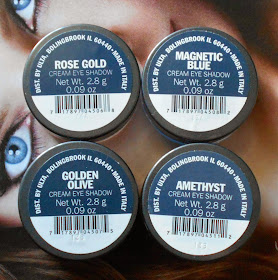 DIST. BY ULTA, BOLINGBROOK IL 60440 • MADE IN ITALY
ROSE GOLD
CREAM EYE SHADOW
Net Wt. 2.8 g
0.09 oz
DIST. BY ULTA, BOLINGBROOK IL 60440 • MADE IN ITALY
MAGNETIC
BLUE
CREAM EYE SHADOW
Net Wt. 2.8 g
0.09 oz
DIST. BY ULTA, BOLINGBROOK IL 60440 • MADE IN ITALY
GOLDEN
OLIVE
CREAM EYE SHADOW
Net Wt. 2.8 g
0.09 oz
DIST. BY ULTA, BOLINGBROOK IL 60440 • MADE IN ITALY
AMETHYST
CREAM EYE SHADOW
Net Wt. 2.8 g
0.09 oz